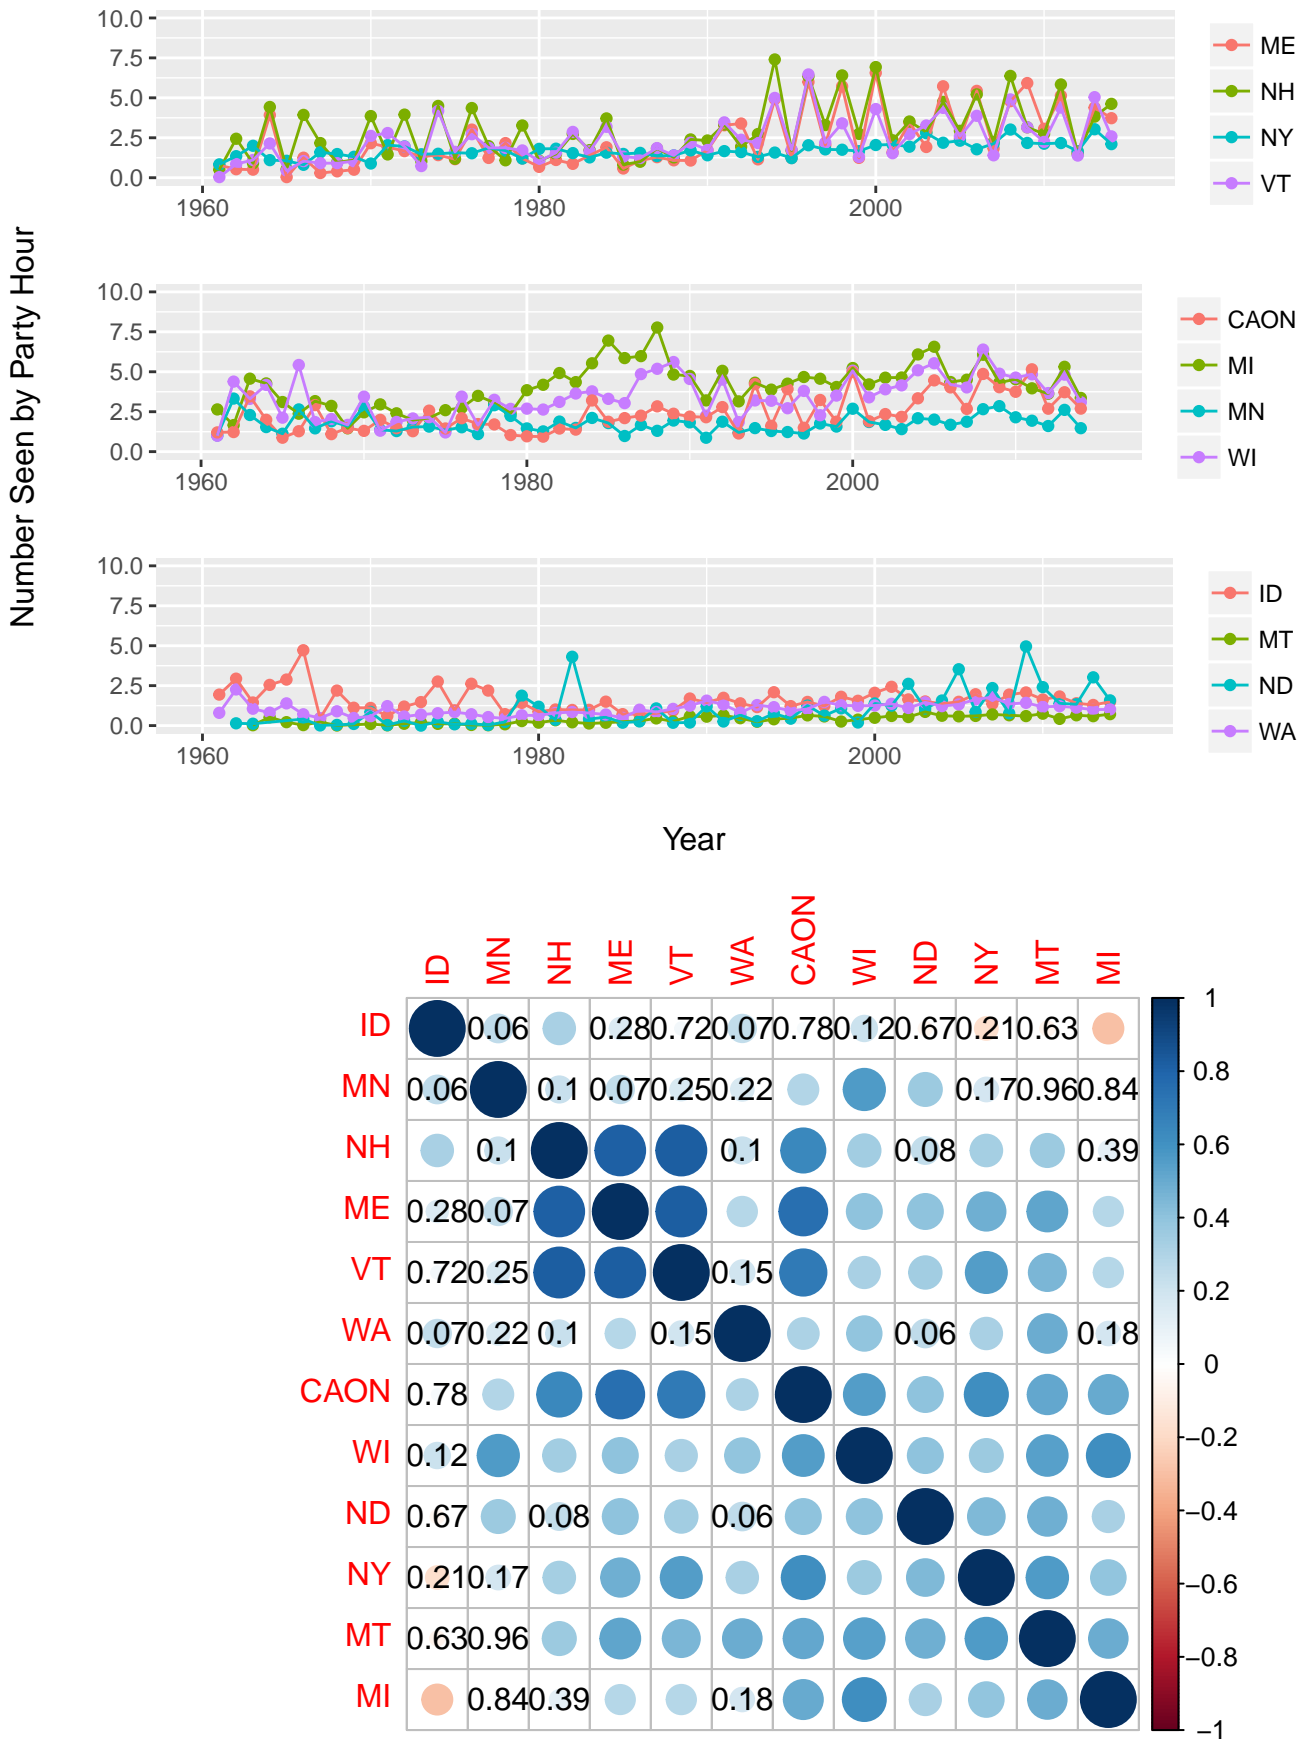 10.0
7.5
5.0
2.5
0.0
1960 1980 2000
ME
NH
NY
VT
Number Seen by Party Hour
10.0
7.5
5.0
2.5
0.0
1960 1980 2000
CAON
MI
MN
WI
10.0
7.5
5.0
2.5
0.0
1960 1980 2000
ID
MT
ND
WA
Year
ID MN NH ME VT WA CAON WI ND NY MT MI
ID 0.06 0.28 0.72 0.07 0.78 0.12 0.67 0.21 0.63
MN 0.06 0.1 0.07 0.25 0.22 0.17 0.96 0.84
NH 0.1 0.1 0.08 0.39
ME 0.28 0.07
VT 0.72 0.25 0.15
WA 0.07 0.22 0.1 0.15 0.06 0.18
CAON 0.78
WI 0.12
ND 0.67 0.08 0.06
NY 0.21 0.17
MT 0.63 0.96
MI 0.84 0.39 0.18
1
0.8
0.6
0.4
0.2
0
−0.2
−0.4
−0.6
−0.8
−1